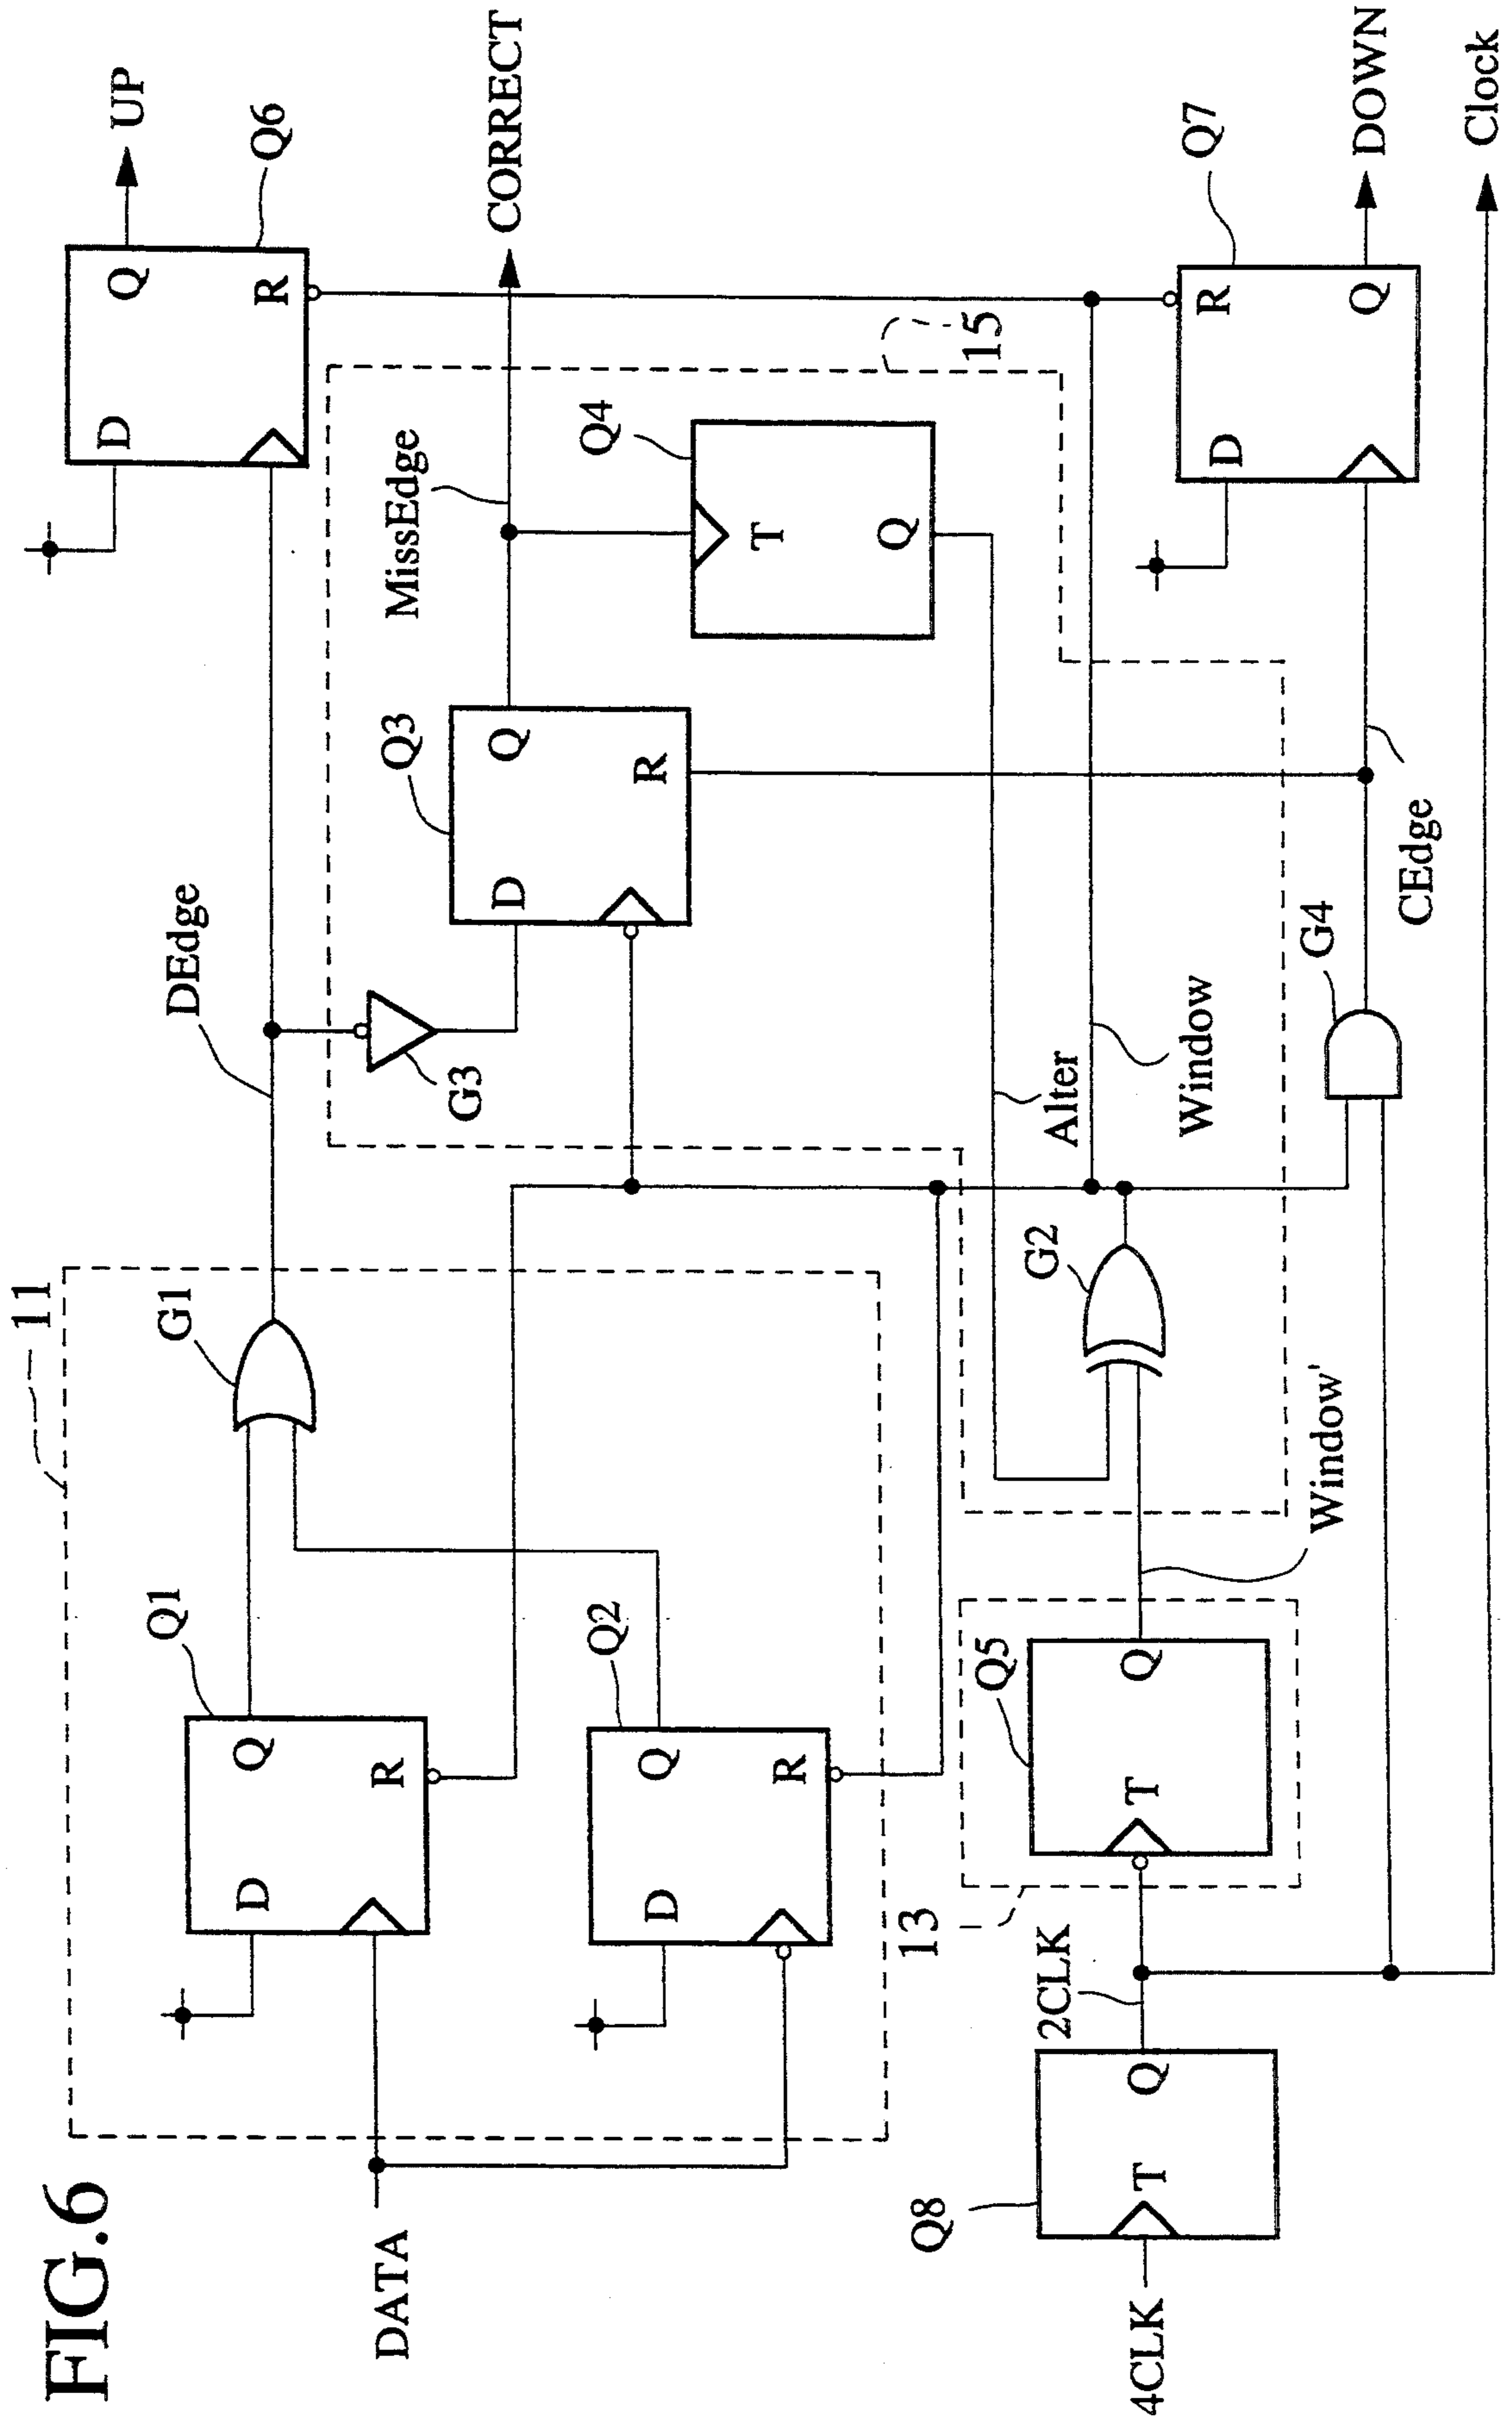 FIG.6
11
DATA
Q1
D
Q
R
Q2
D
Q
R
G1
DEdge
G3
Q3
D
Q
R
MissEdge
Q4
T
Q
15
CORRECT
D
Q
R
Q6
UP
4CLK
Q8
T
Q
2CLK
13
Q5
T
Q
Window'
G2
Alter
Window
G4
CEdge
D
R
Q
Q7
DOWN
Clock